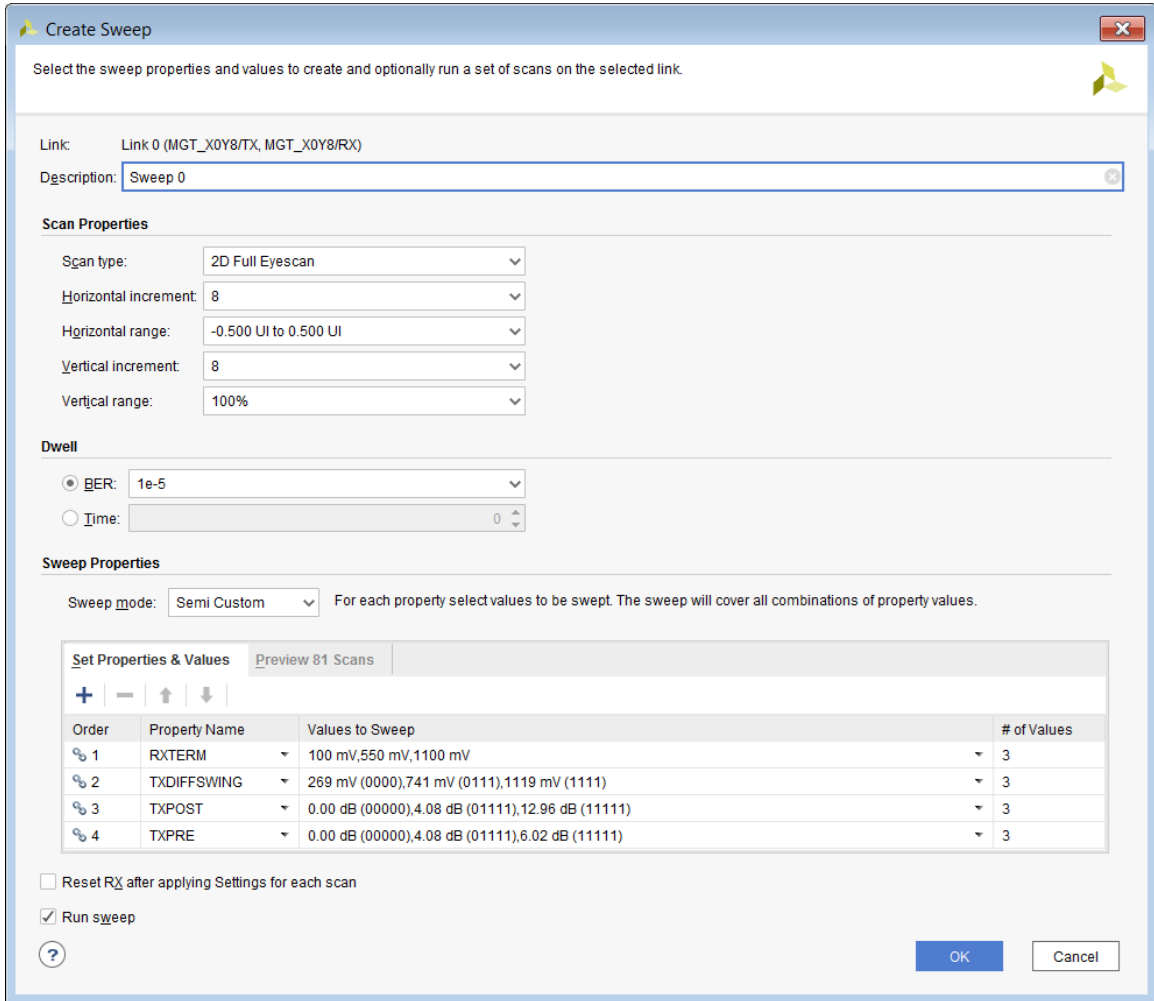 Create Sweep
Select the sweep properties and values to create and optionally run a set of scans on the selected link.
Link: Link 0 (MGT_X0Y8/TX, MGT_X0Y8/RX)
Description: Sweep 0
Scan Properties
Scan type: 2D Full Eyescan
Horizontal increment: 8
Horizontal range: -0.500 UI to 0.500 UI
Vertical increment: 8
Vertical range: 100%
Dwell
BER: 1e-5
Time: 0
Sweep Properties
Sweep mode: Semi Custom For each property select values to be swept. The sweep will cover all combinations of property values.
Set Properties & Values Preview 81 Scans
Order Property Name Values to Sweep # of Values
1 RXTERM 100 mV,550 mV,1100 mV 3
2 TXDIFFSWING 269 mV (0000),741 mV (0111),1119 mV (1111) 3
3 TXPOST 0.00 dB (00000),4.08 dB (01111),12.96 dB (11111) 3
4 TXPRE 0.00 dB (00000),4.08 dB (01111),6.02 dB (11111) 3
Reset RX after applying Settings for each scan
Run sweep
? OK Cancel